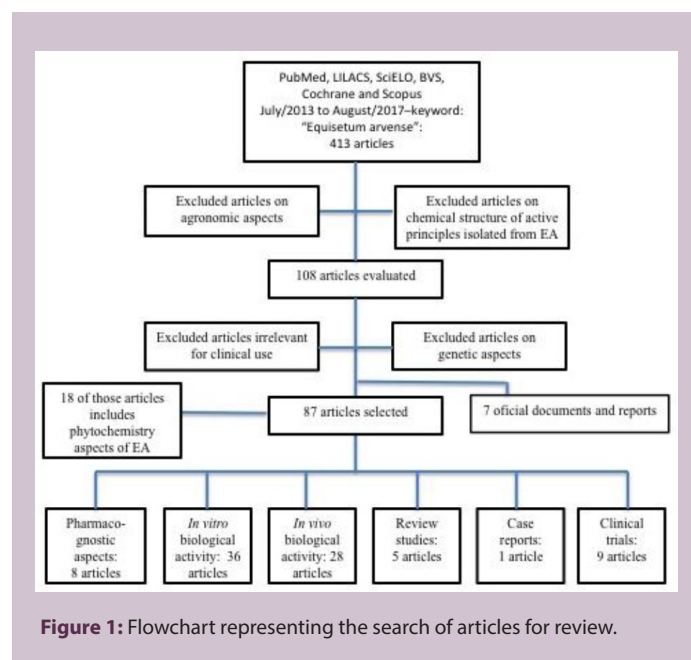 PubMed, LILACS, SciELO, BVS,
Cochrane and Scopus
July/2013 to August/2017–keyword:
“Equisetum arvense”:
413 articles
Excluded articles on
agronomic aspects
Excluded articles on
chemical structure of active
principles isolated from EA
108 articles evaluated
Excluded articles irrelevant
for clinical use
Excluded articles on
genetic aspects
18 of those articles
includes
phytochemistry
aspects of EA
87 articles selected
7 oficial documents and reports
Pharmaco-
gnostic
aspects:
8 articles
In vitro
biological
activity: 36
articles
In vivo
biological
activity: 28
articles
Review
studies:
5 articles
Case
reports:
1 article
Clinical
trials:
9 articles
Figure 1: Flowchart representing the search of articles for review.